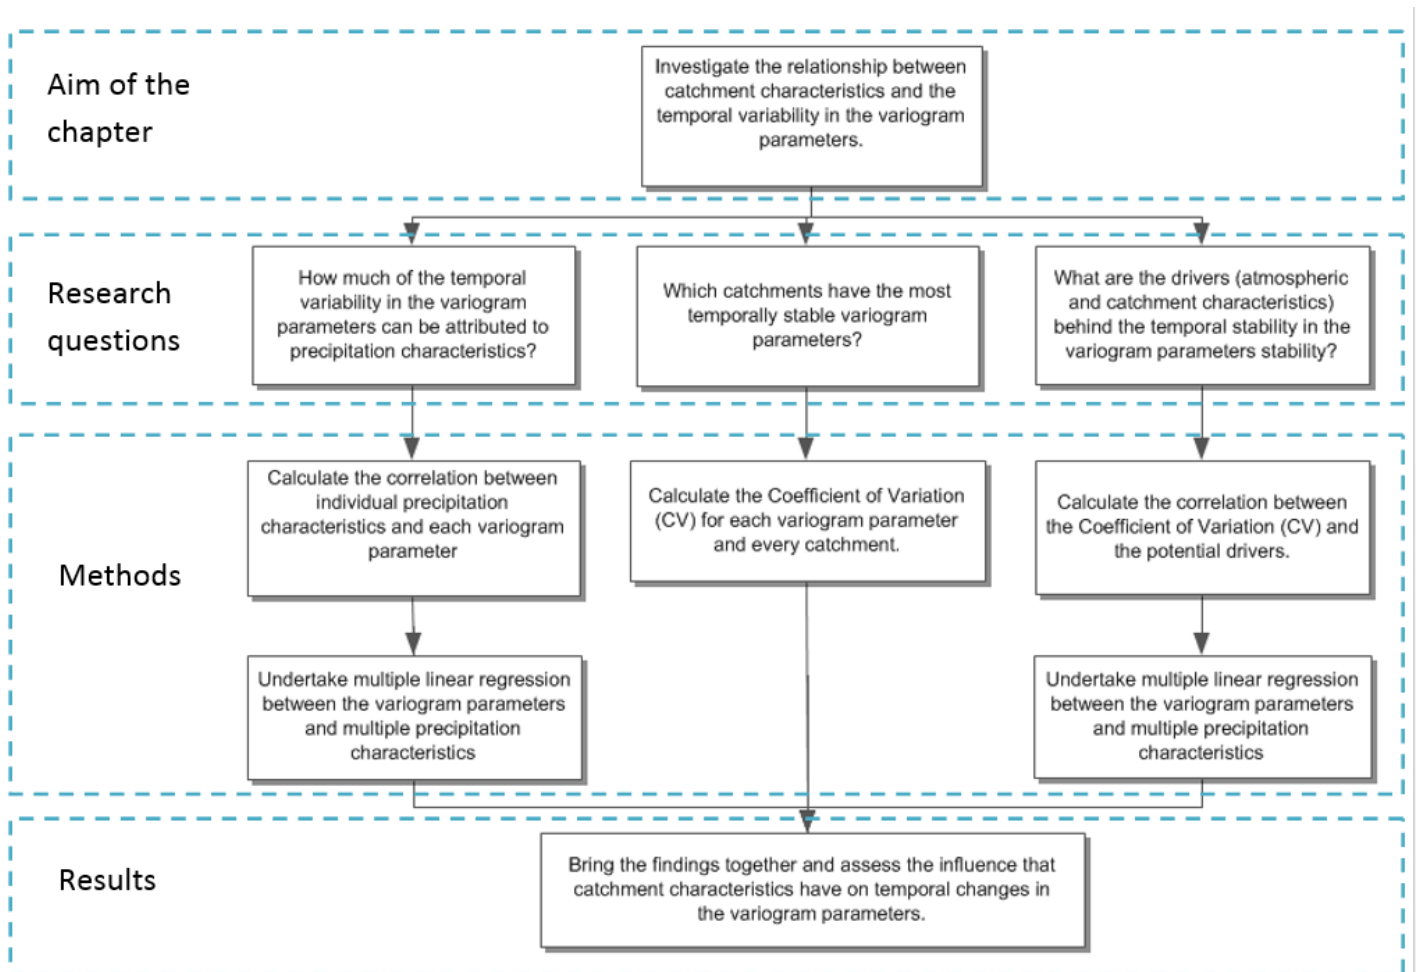 Aim of the
chapter
Investigate the relationship between
catchment characteristics and the
temporal variability in the variogram
parameters.
Research
questions
How much of the temporal
variability in the variogram
parameters can be attributed to
precipitation characteristics?
Which catchments have the most
temporally stable variogram
parameters?
What are the drivers (atmospheric
and catchment characteristics)
behind the temporal stability in the
variogram parameters stability?
Methods
Calculate the correlation between
individual precipitation
characteristics and each variogram
parameter
Calculate the Coefficient of Variation
(CV) for each variogram parameter
and every catchment.
Calculate the correlation between
the Coefficient of Variation (CV) and
the potential drivers.
Undertake multiple linear regression
between the variogram parameters
and multiple precipitation
characteristics
Undertake multiple linear regression
between the variogram parameters
and multiple precipitation
characteristics
Results
Bring the findings together and assess the influence that
catchment characteristics have on temporal changes in
the variogram parameters.